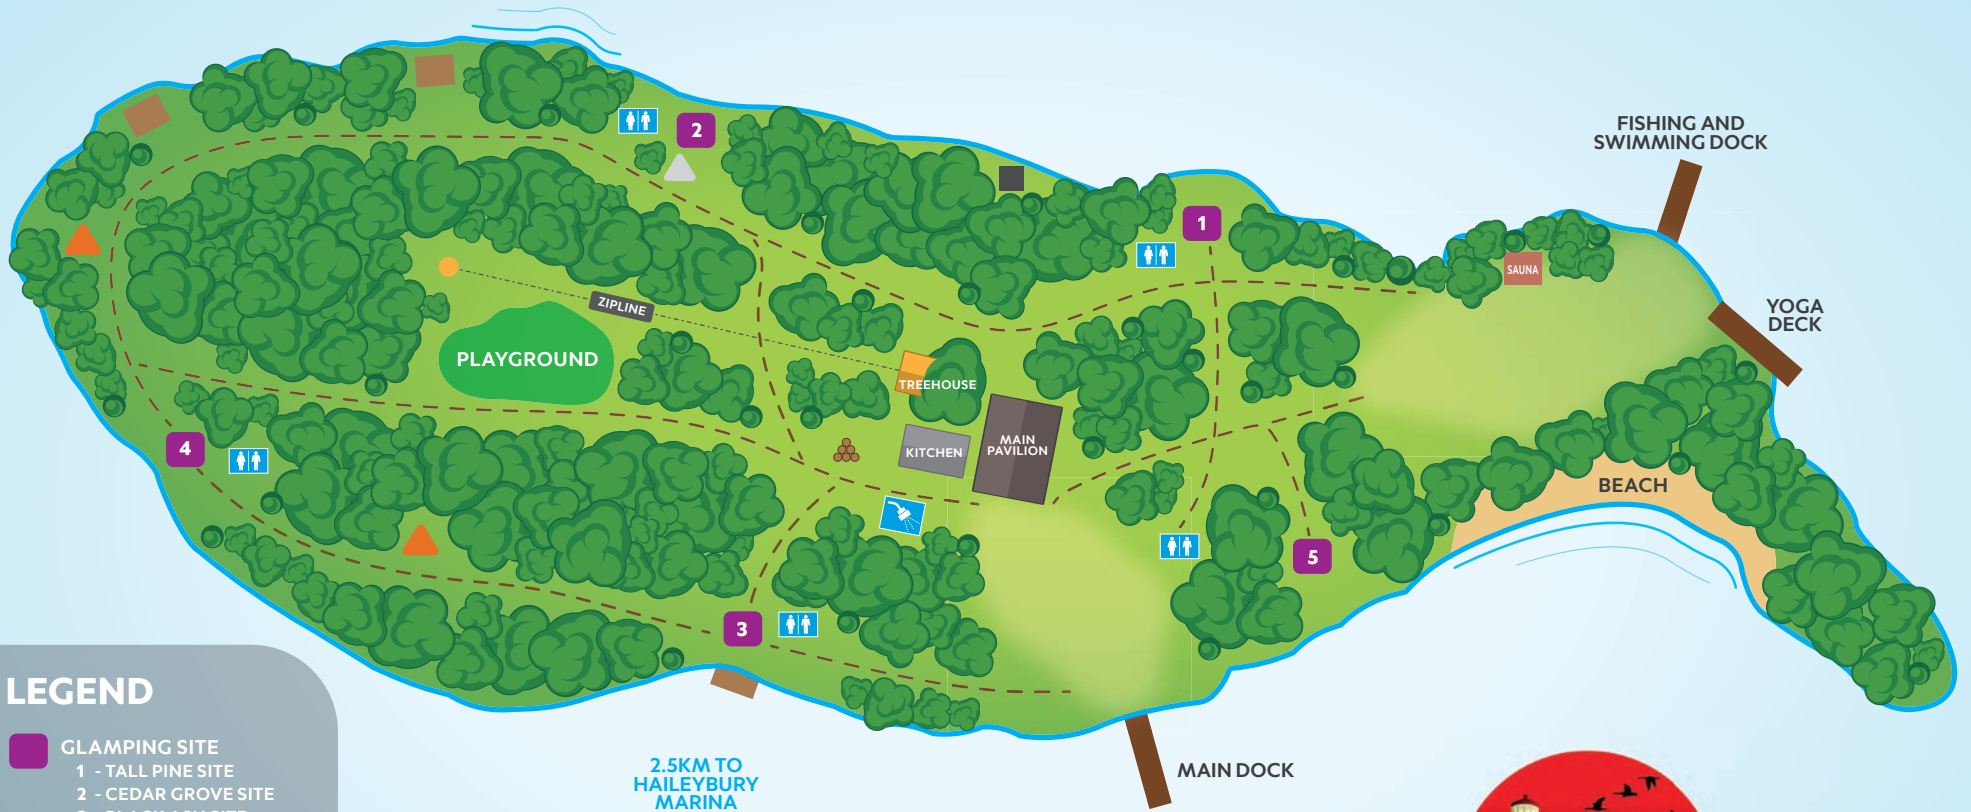 FISHING AND
SWIMMING DOCK
2
1
SAUNA
ZIPLINE
YOGA
DECK
PLAYGROUND
TREEHOUSE
MAIN
PAVILION
KITCHEN
4
BEACH
5
3
LEGEND
GLAMPING SITE
1 - TALL PINE SITE
2 - CEDAR GROVE SITE
2.5KM TO
HAILEYBURY
MARINA
MAIN DOCK